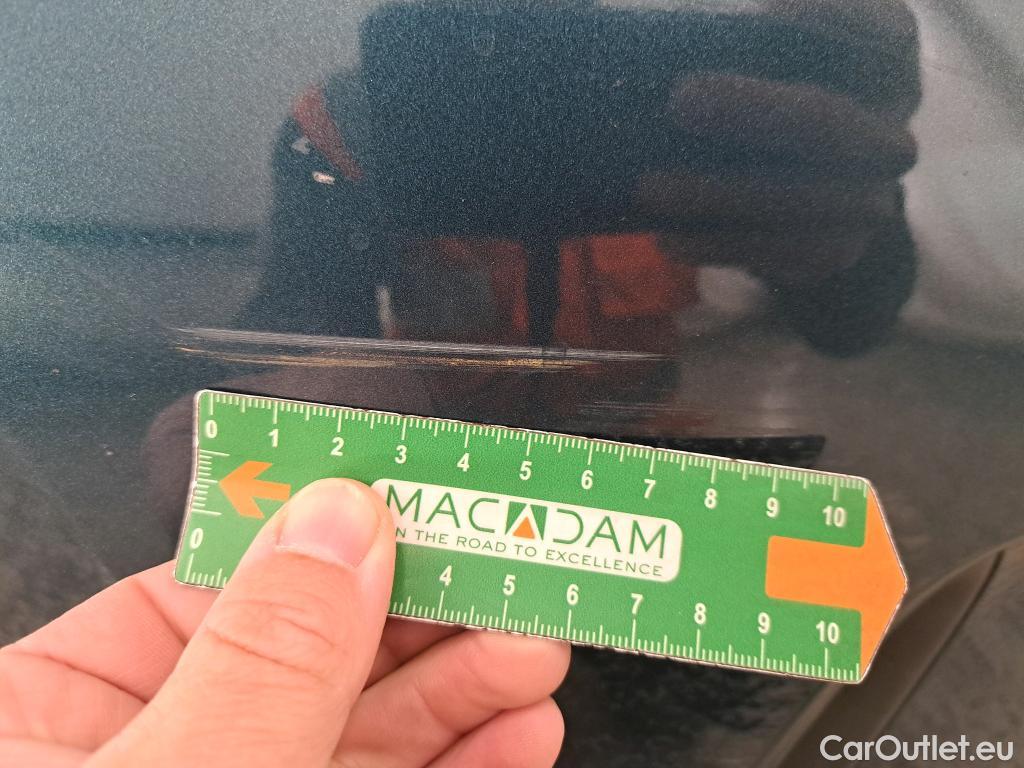 0 1 2 3 4 5 6 7 8 9 10
MACADAM
N THE ROAD TO EXCELLENCE
0 4 5 6 7 8 9 10
CarOutlet.eu